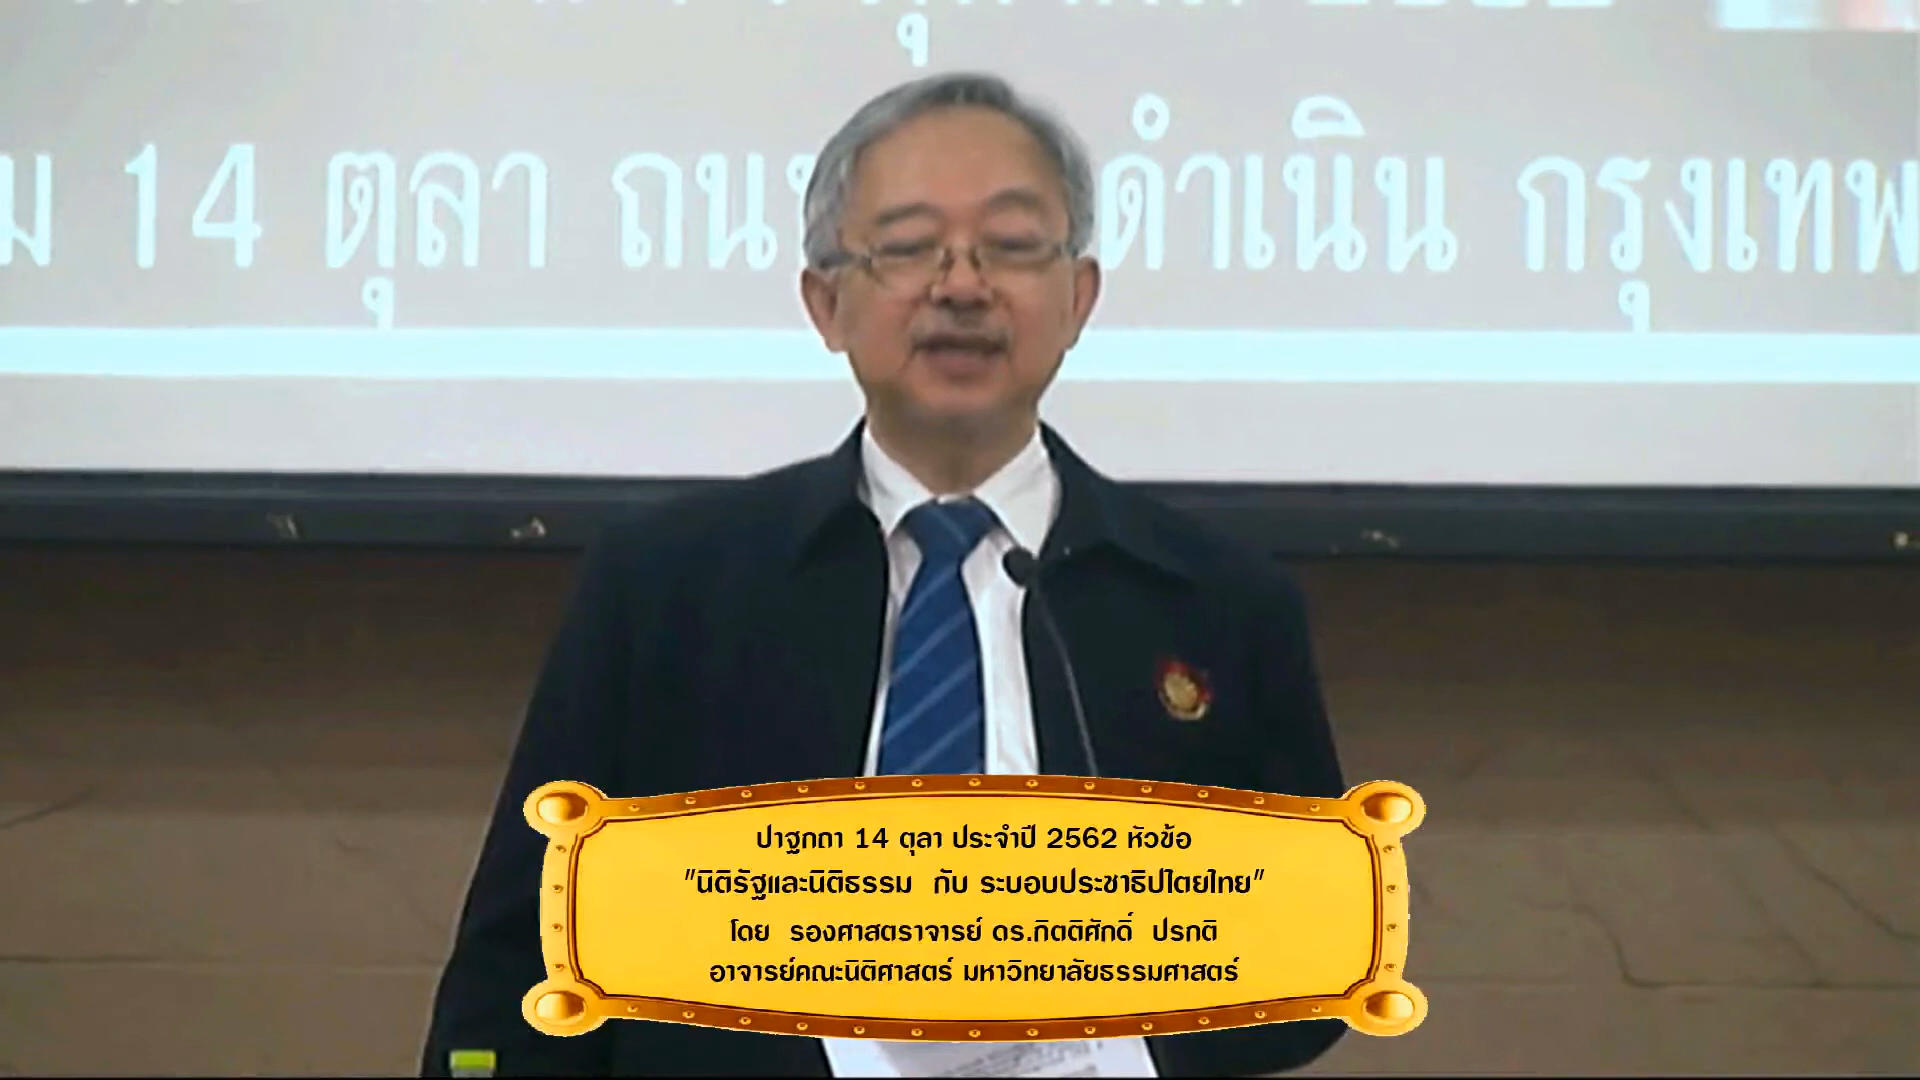 2562
ม 14 ตุลา ถน ดำเนิน กรุงเทพ
ปาฐกถา 14 ตุลา ประจำปี 2562 หัวข้อ
"นิติรัฐและนิติธรรม กับ ระบอบประชาธิปไตยไทย"
โดย รองศาสตราจารย์ ดร.กิตติศักดิ์ ปรกติ
อาจารย์คณะนิติศาสตร์ มหาวิทยาลัยธรรมศาสตร์